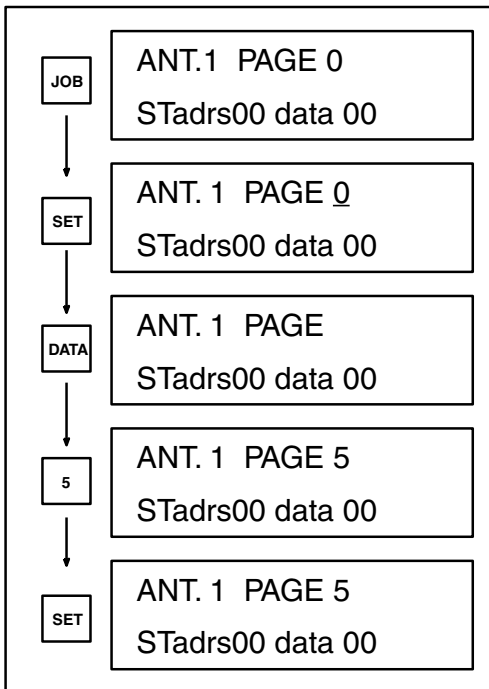 JOB
ANT.1 PAGE 0
STadrs00 data 00
SET
ANT. 1 PAGE 0
STadrs00 data 00
DATA
ANT. 1 PAGE
STadrs00 data 00
5
ANT. 1 PAGE 5
STadrs00 data 00
SET
ANT. 1 PAGE 5
STadrs00 data 00